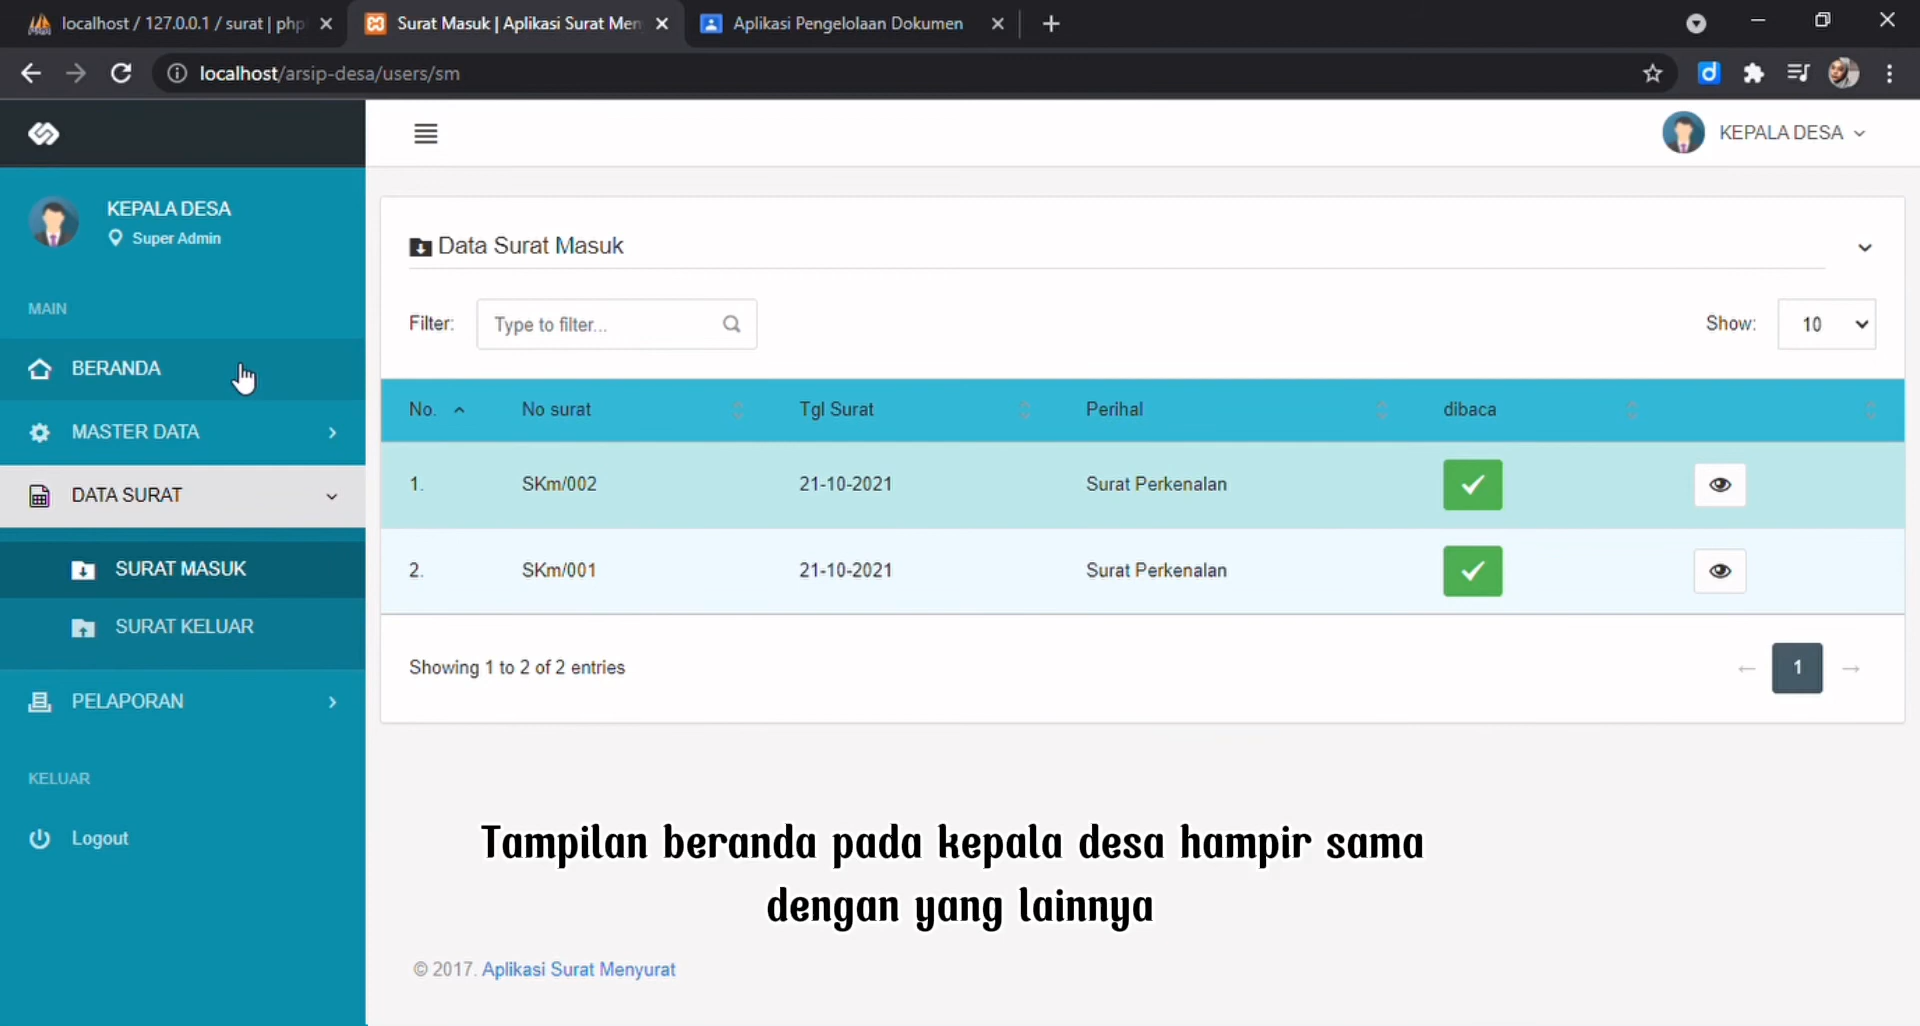 localhost / 127.0.0.1 / surat | php
Surat Masuk | Aplikasi Surat Men
Aplikasi Pengelolaan Dokumen
localhost/arsip-desa/users/sm
KEPALA DESA
KEPALA DESA
Super Admin
MAIN
BERANDA
MASTER DATA
DATA SURAT
SURAT MASUK
SURAT KELUAR
PELAPORAN
KELUAR
Logout
Data Surat Masuk
Filter: Type to filter... Show: 10
No. No surat Tgl Surat Perihal dibaca
1. SKm/002 21-10-2021 Surat Perkenalan
2. SKm/001 21-10-2021 Surat Perkenalan
Showing 1 to 2 of 2 entries ← 1 →
Tampilan beranda pada kepala desa hampir sama
dengan yang lainnya
© 2017. Aplikasi Surat Menyurat